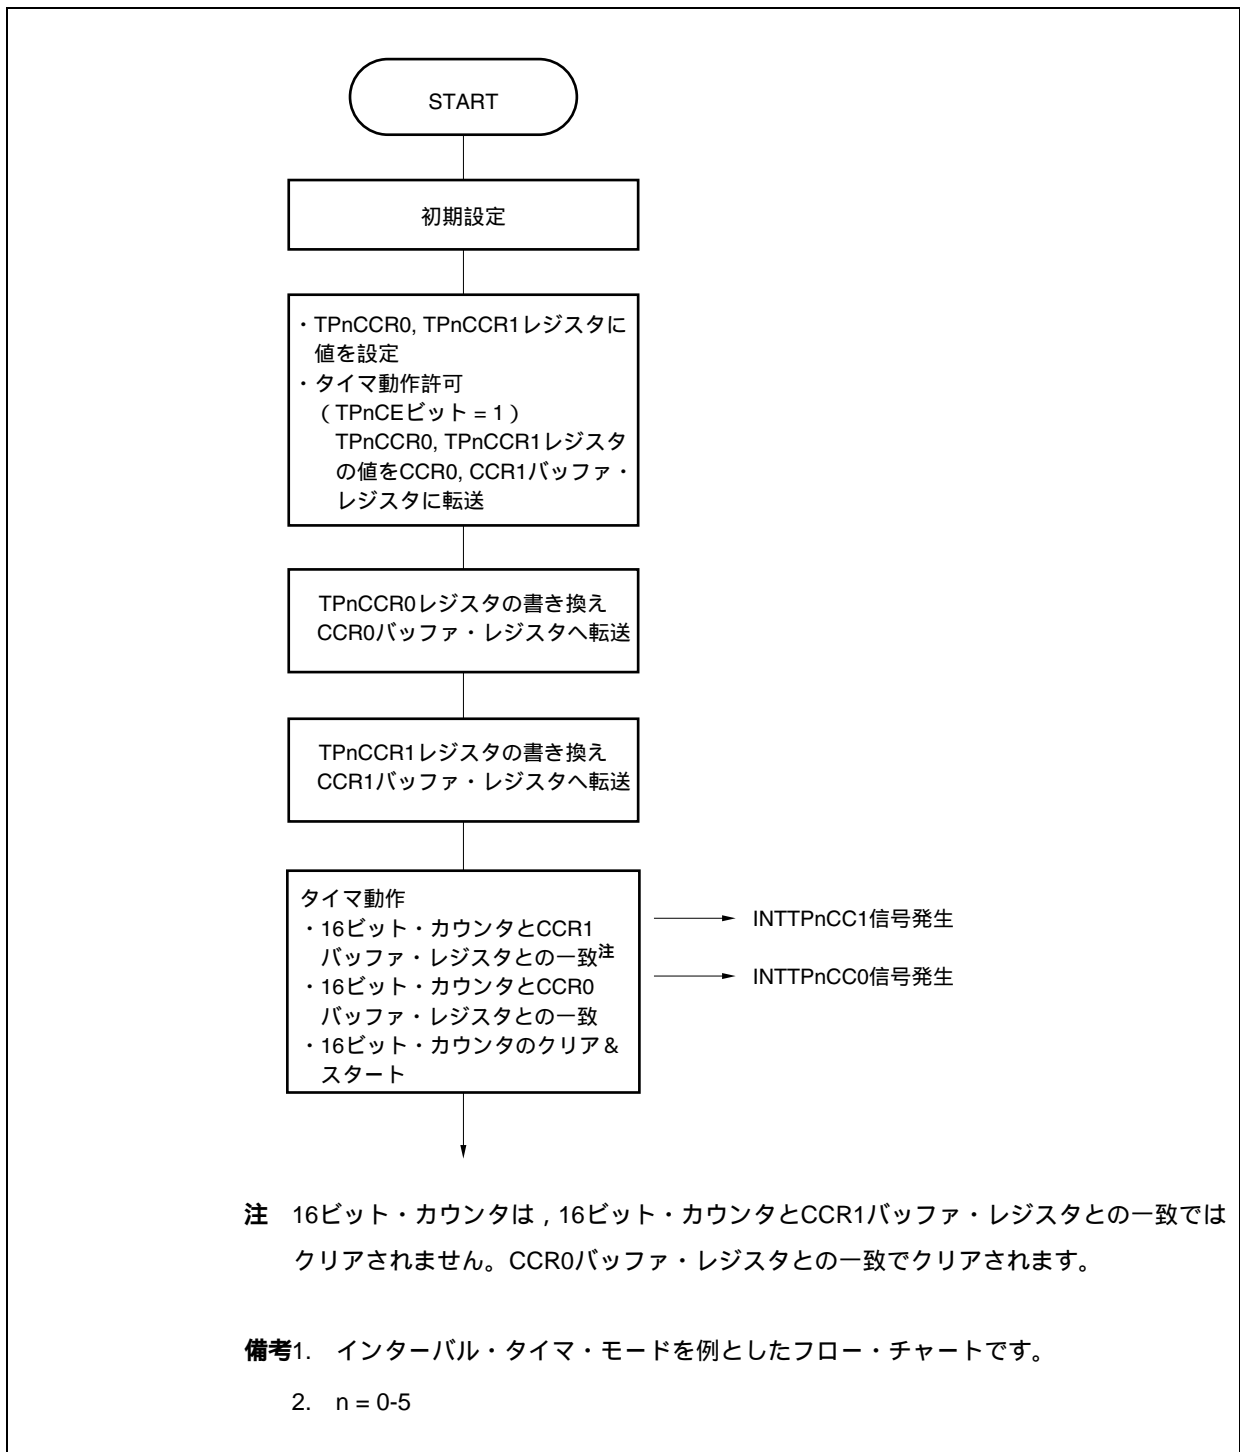 START
初期設定
・TPnCCR0, TPnCCR1レジスタに
値を設定
・タイマ動作許可
（TPnCEビット = 1）
TPnCCR0, TPnCCR1レジスタ
の値をCCR0, CCR1バッファ・
レジスタに転送
TPnCCR0レジスタの書き換え
CCR0バッファ・レジスタへ転送
TPnCCR1レジスタの書き換え
CCR1バッファ・レジスタへ転送
タイマ動作
・16ビット・カウンタとCCR1
バッファ・レジスタとの一致注
・16ビット・カウンタとCCR0
バッファ・レジスタとの一致
・16ビット・カウンタのクリア＆
スタート
INTTPnCC1信号発生
INTTPnCC0信号発生
注 16ビット・カウンタは，16ビット・カウンタとCCR1バッファ・レジスタとの一致では
クリアされません。CCR0バッファ・レジスタとの一致でクリアされます。
備考1. インターバル・タイマ・モードを例としたフロー・チャートです。
2. n = 0-5